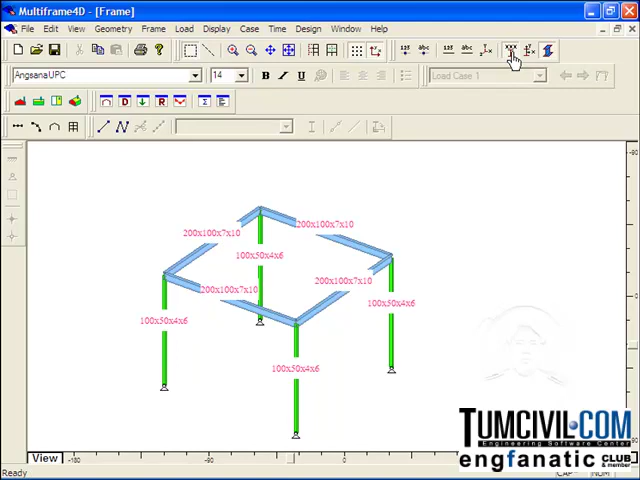 Multiframe4D - [Frame]
File Edit View Select Geometry Frame Load Display Case Time Design Window Help
AngsanaUPC 14 B I U Load Case 1
200x100x7x10
200x100x7x10
100x50x4x6
200x100x7x10
200x100x7x10
100x50x4x6
100x50x4x6
100x50x4x6
TUMCIVIL.COM
Engineering Software Center
engfanatic CLUB
& member
View -180 -90 0
Ready